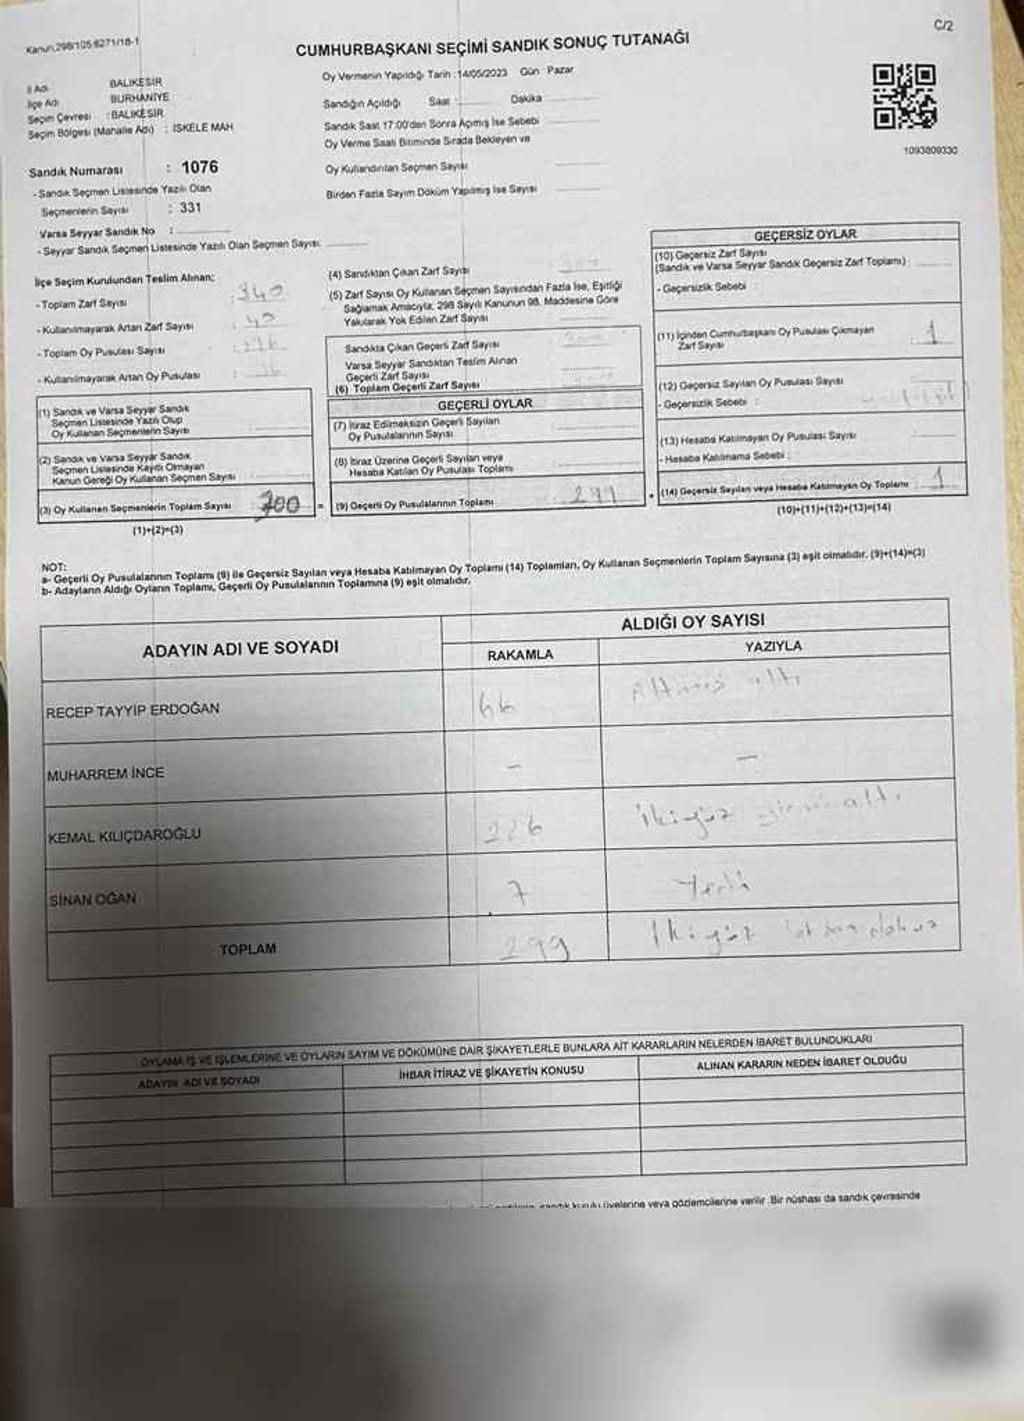 Kanun,298/105:6271/18-1
C/2
CUMHURBAŞKANI SEÇİMİ SANDIK SONUÇ TUTANAĞI
İl Adı BALIKESİR
İlçe Adı BURHANİYE
Seçim Çevresi : BALIKESİR
Seçim Bölgesi (Mahalle Adı) : İSKELE MAH
Oy Vermenin Yapıldığı Tarih :14/05/2023 Gün : Pazar
Sandığın Açıldığı Saat : Dakika
Sandık Saat 17:00'den Sonra Açılmış İse Sebebi
Oy Verme Saati Bitiminde Sırada Bekleyen ve
Oy Kullandırılan Seçmen Sayısı
Birden Fazla Sayım Döküm Yapılmış İse Sayısı
1093809330
Sandık Numarası : 1076
- Sandık Seçmen Listesinde Yazılı Olan
Seçmenlerin Sayısı : 331
Varsa Seyyar Sandık No :
- Seyyar Sandık Seçmen Listesinde Yazılı Olan Seçmen Sayısı:
İlçe Seçim Kurulundan Teslim Alınan;
- Toplam Zarf Sayısı : 340
- Kullanılmayarak Artan Zarf Sayısı : 40
- Toplam Oy Pusulası Sayısı
- Kullanılmayarak Artan Oy Pusulası :
(1) Sandık ve Varsa Seyyar Sandık
Seçmen Listesinde Yazılı Olup
Oy Kullanan Seçmenlerin Sayısı
(2) Sandık ve Varsa Seyyar Sandık
Seçmen Listesinde Kaydı Olmayan
Kanun Gereği Oy Kullanan Seçmen Sayısı
(3) Oy Kullanan Seçmenlerin Toplam Sayısı 300
(1)+(2)=(3)
(4) Sandıktan Çıkan Zarf Sayısı
(5) Zarf Sayısı Oy Kullanan Seçmen Sayısından Fazla İse, Eşitliği
Sağlamak Amacıyla; 298 Sayılı Kanunun 98. Maddesine Göre
Yakılarak Yok Edilen Zarf Sayısı
Sandıkta Çıkan Geçerli Zarf Sayısı
Varsa Seyyar Sandıktan Teslim Alınan
Geçerli Zarf Sayısı
(6) Toplam Geçerli Zarf Sayısı
GEÇERLİ OYLAR
(7) İtiraz Edilmeksizin Geçerli Sayılan
Oy Pusulalarının Sayısı
(8) İtiraz Üzerine Geçerli Sayılan veya
Hesaba Katılan Oy Pusulası Toplamı
= (9) Geçerli Oy Pusulalarının Toplamı 299
GEÇERSİZ OYLAR
(10) Geçersiz Zarf Sayısı
(Sandık ve Varsa Seyyar Sandık Geçersiz Zarf Toplamı) :
- Geçersizlik Sebebi :
(11) İçinden Cumhurbaşkanı Oy Pusulası Çıkmayan
Zarf Sayısı 1
(12) Geçersiz Sayılan Oy Pusulası Sayısı
- Geçersizlik Sebebi :
(13) Hesaba Katılmayan Oy Pusulası Sayısı
- Hesaba Katılmama Sebebi :
+ (14) Geçersiz Sayılan veya Hesaba Katılmayan Oy Toplamı 1
(10)+(11)+(12)+(13)=(14)
NOT:
a- Geçerli Oy Pusulalarının Toplamı (9) ile Geçersiz Sayılan veya Hesaba Katılmayan Oy Toplamı (14) Toplamları, Oy Kullanan Seçmenlerin Toplam Sayısına (3) eşit olmalıdır. (9)+(14)=(3)
b- Adayların Aldığı Oyların Toplamı, Geçerli Oy Pusulalarının Toplamına (9) eşit olmalıdır.
ADAYIN ADI VE SOYADI ALDIĞI OY SAYISI
RAKAMLA YAZIYLA
RECEP TAYYİP ERDOĞAN 66 Altmış altı
MUHARREM İNCE - -
KEMAL KILIÇDAROĞLU 226 İkiyüz yirmi altı
SİNAN OĞAN 7 Yedi
TOPLAM 299 İkiyüz doksan dokuz
OYLAMA İŞ VE İŞLEMLERİNE VE OYLARIN SAYIM VE DÖKÜMÜNE DAİR ŞİKAYETLERLE BUNLARA AİT KARARLARIN NELERDEN İBARET BULUNDUKLARI
ADAYIN ADI VE SOYADI İHBAR İTİRAZ VE ŞİKAYETİN KONUSU ALINAN KARARIN NEDEN İBARET OLDUĞU
sandık kurulu üyelerine veya gözlemcilerine verilir. Bir nüshası da sandık çevresinde